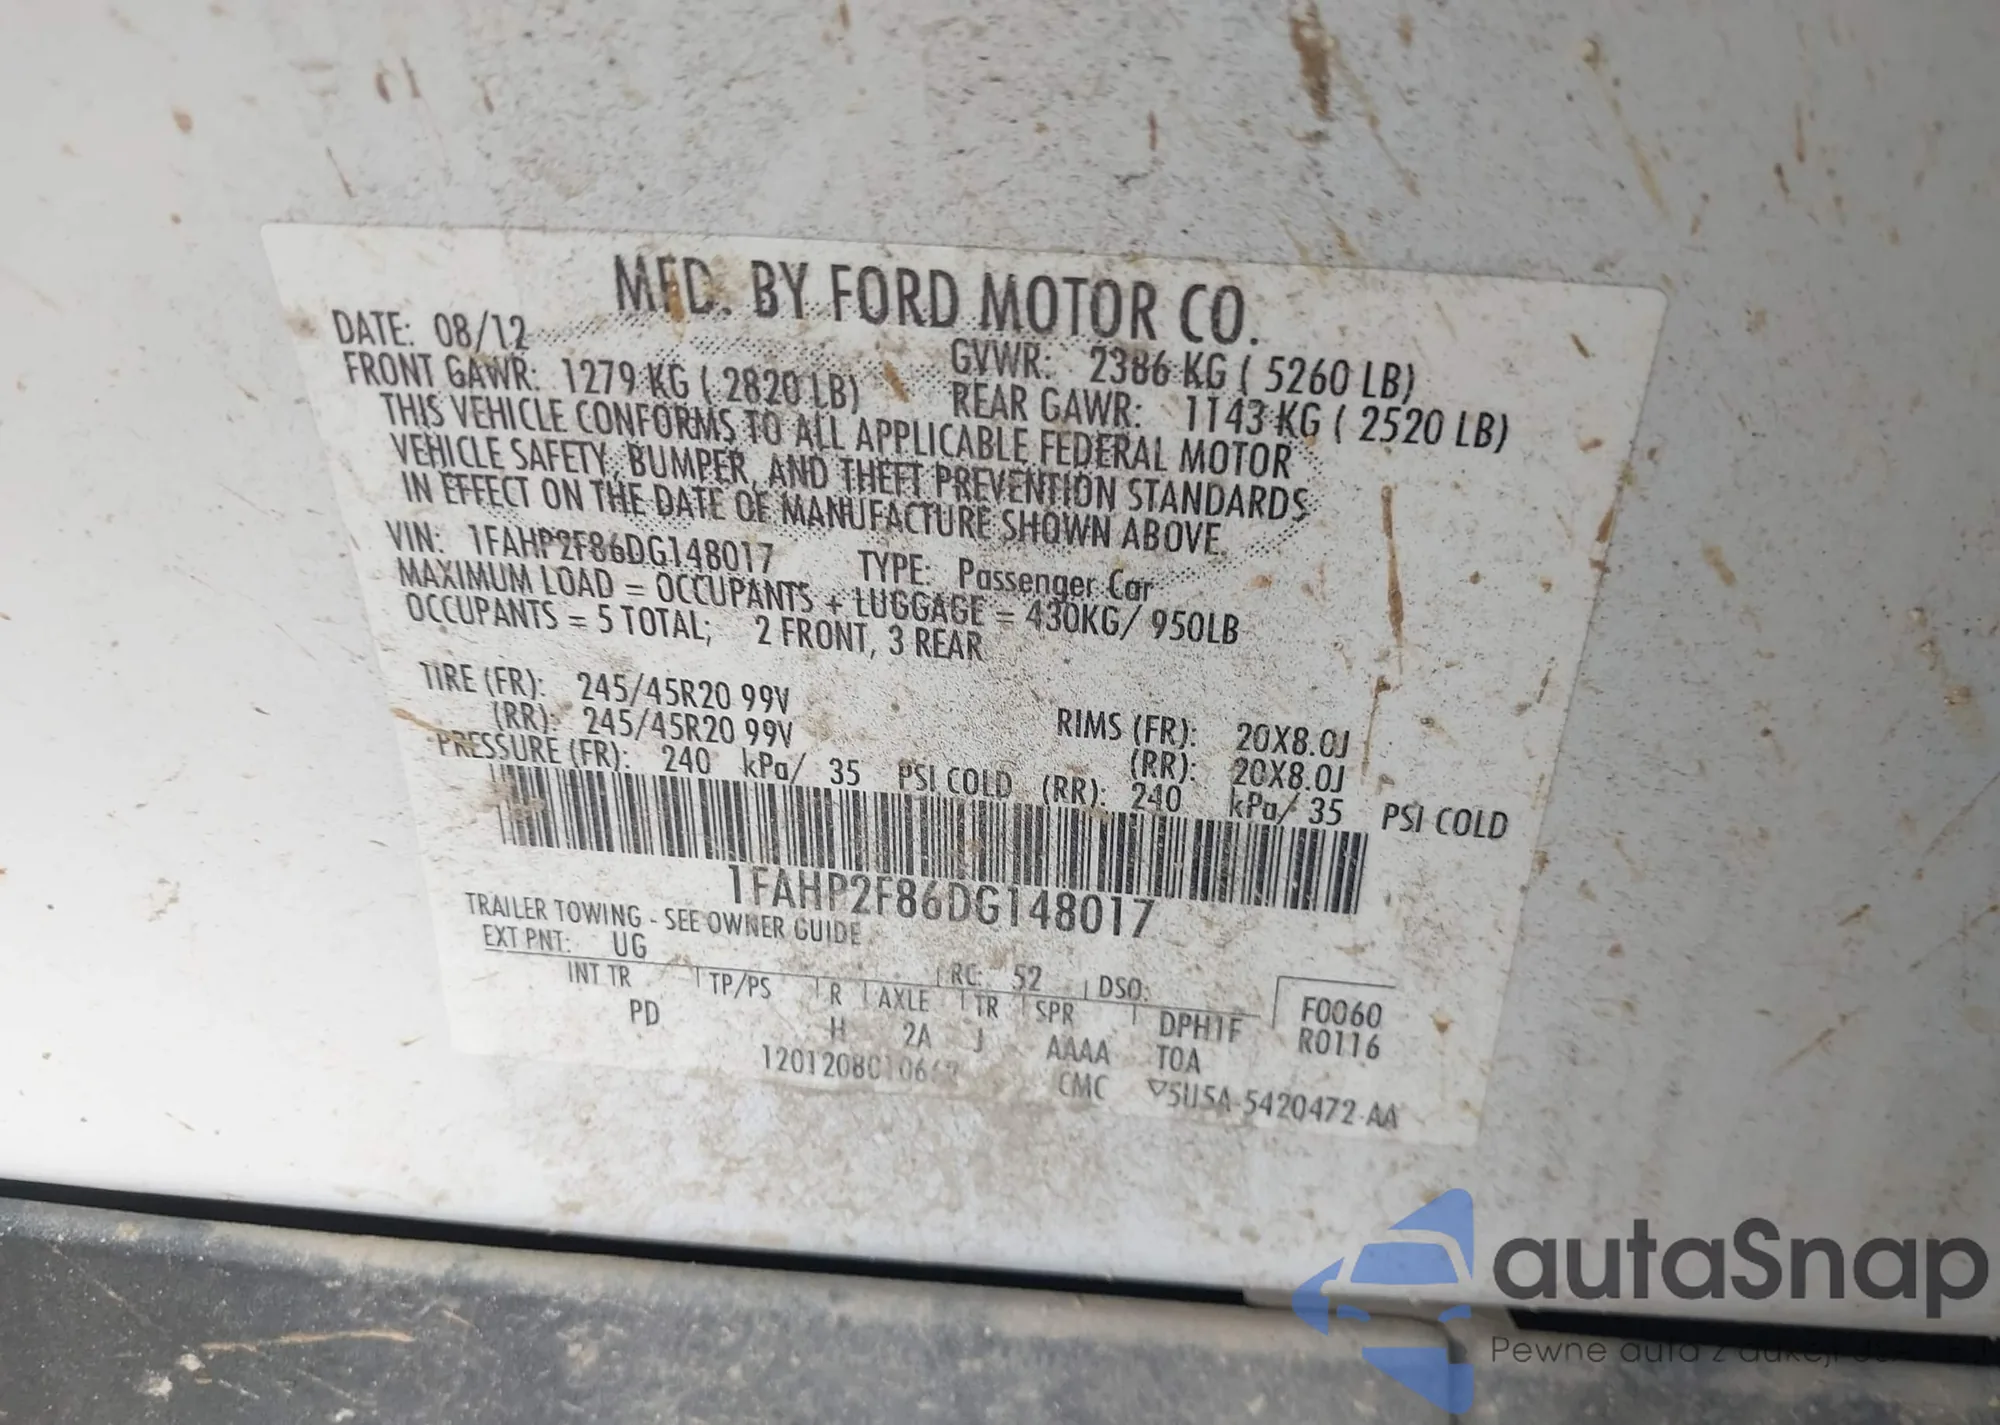 MFD. BY FORD MOTOR CO.
DATE: 08/12 GVWR: 2386 KG ( 5260 LB)
FRONT GAWR: 1279 KG ( 2820 LB) REAR GAWR: 1143 KG ( 2520 LB)
THIS VEHICLE CONFORMS TO ALL APPLICABLE FEDERAL MOTOR
VEHICLE SAFETY, BUMPER, AND THEFT PREVENTION STANDARDS
IN EFFECT ON THE DATE OF MANUFACTURE SHOWN ABOVE.
VIN: 1FAHP2F86DG148017 TYPE: Passenger Car
MAXIMUM LOAD = OCCUPANTS + LUGGAGE = 430KG/ 950LB
OCCUPANTS = 5 TOTAL; 2 FRONT, 3 REAR
TIRE (FR): 245/45R20 99V RIMS (FR): 20X8.0J
(RR): 245/45R20 99V (RR): 20X8.0J
PRESSURE (FR): 240 kPa/ 35 PSI COLD (RR): 240 kPa/ 35 PSI COLD
1FAHP2F86DG148017
TRAILER TOWING - SEE OWNER GUIDE
EXT PNT: UG RC: 52 DSO: F0060
INT TR TP/PS R AXLE TR SPR DPH1F R0116
PD H 2A J AAAA TOA
CMC ▽5U5A-5420472-AA
autaSnap
Pewne auta z aukcji